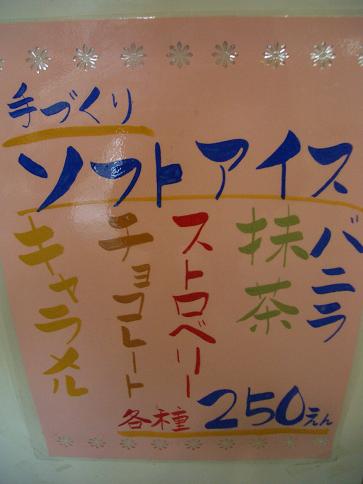 手づくり
ソフトアイス
バニラ
抹茶
ストロベリー
チョコレート
キャラメル
各種 250えん